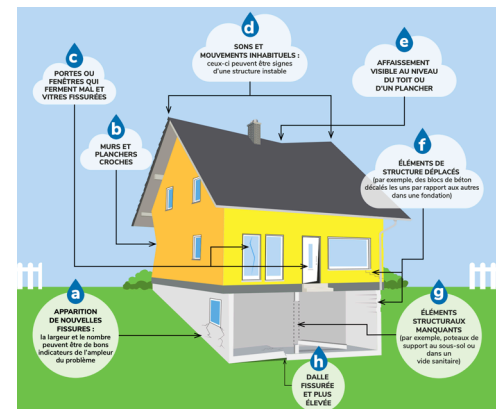 d
SONS ET
MOUVEMENTS INHABITUELS :
ceux-ci peuvent être signes
d'une structure instable
e
AFFAISSEMENT
VISIBLE AU NIVEAU
DU TOIT OU
D'UN PLANCHER
c
PORTES OU
FENÊTRES QUI
FERMENT MAL ET
VITRES FISSURÉES
b
MURS ET
PLANCHERS
CROCHES
f
ÉLÉMENTS DE
STRUCTURE DÉPLACÉS
(par exemple, des blocs de béton
décalés les uns par rapport aux autres
dans une fondation)
a
APPARITION
DE NOUVELLES
FISSURES :
la largeur et le nombre
peuvent être de bons
indicateurs de l'ampleur
du problème
g
ÉLÉMENTS
STRUCTURAUX
MANQUANTS
(par exemple, poteaux de
support au sous-sol ou
dans un
vide sanitaire)
h
DALLE
FISSURÉE
ET PLUS
ÉLEVÉE